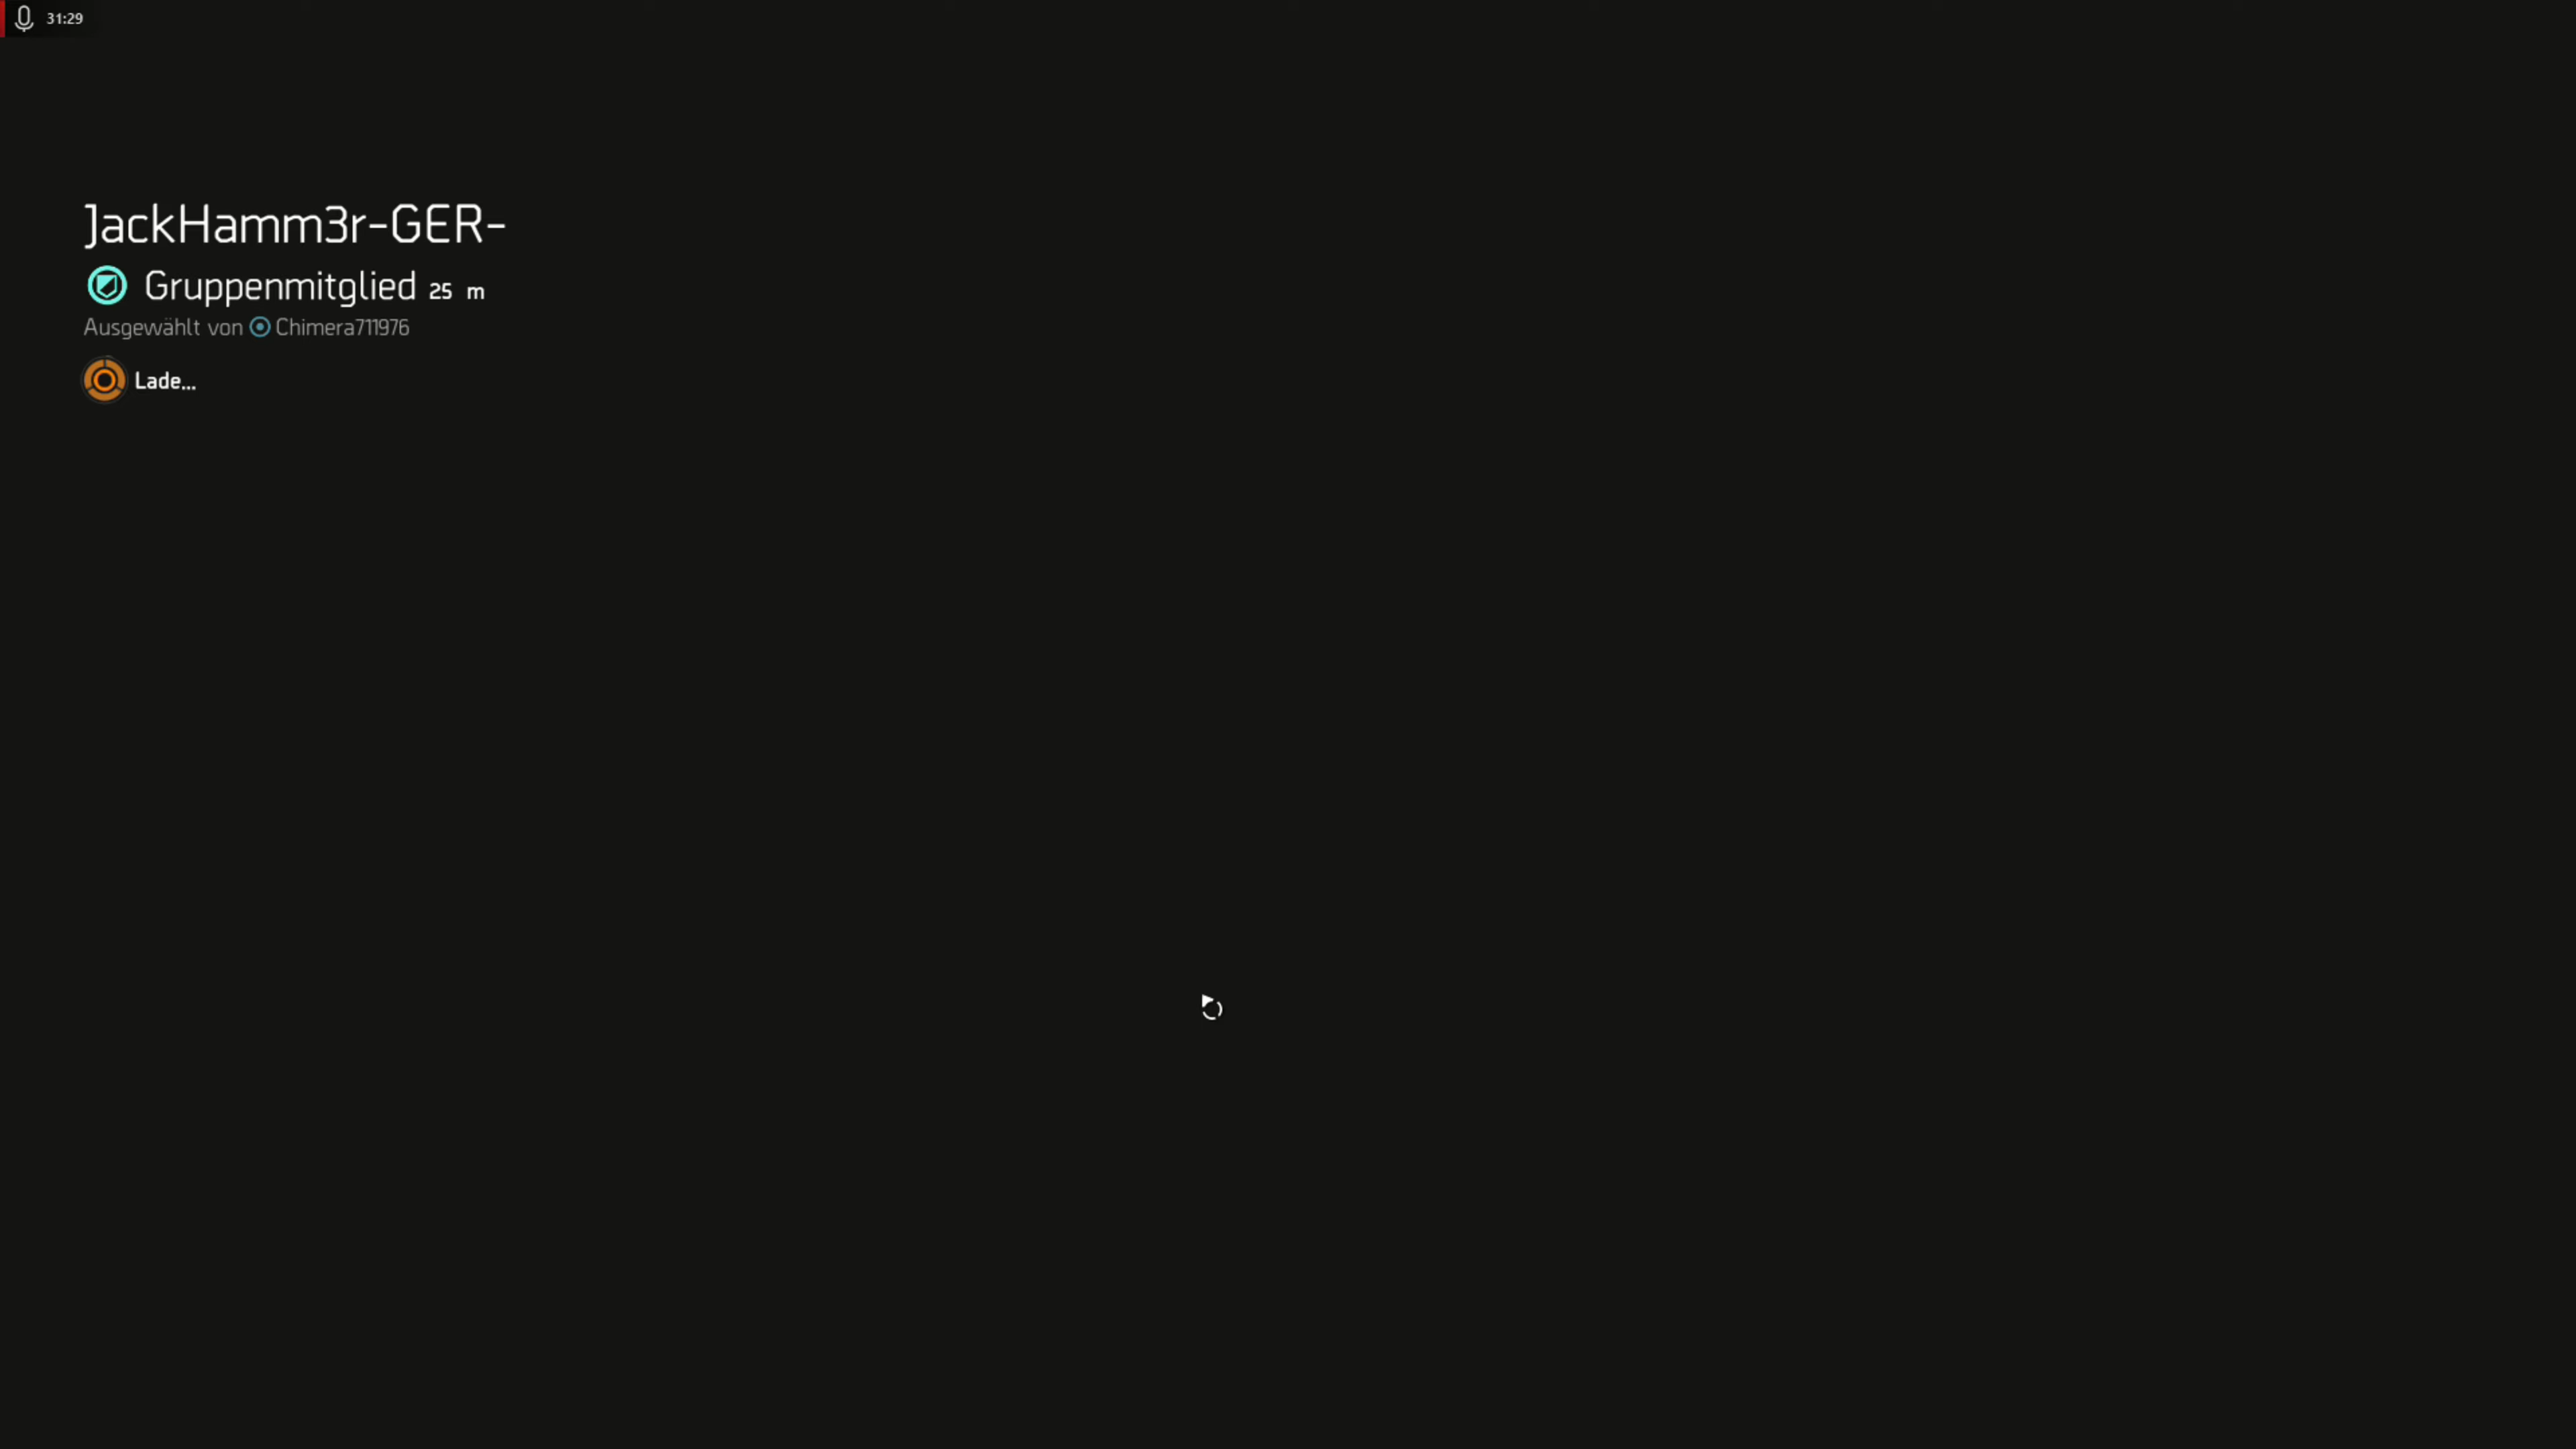 31:29
JackHamm3r-GER-
Gruppenmitglied 25 m
Ausgewählt von Chimera711976
Lade...